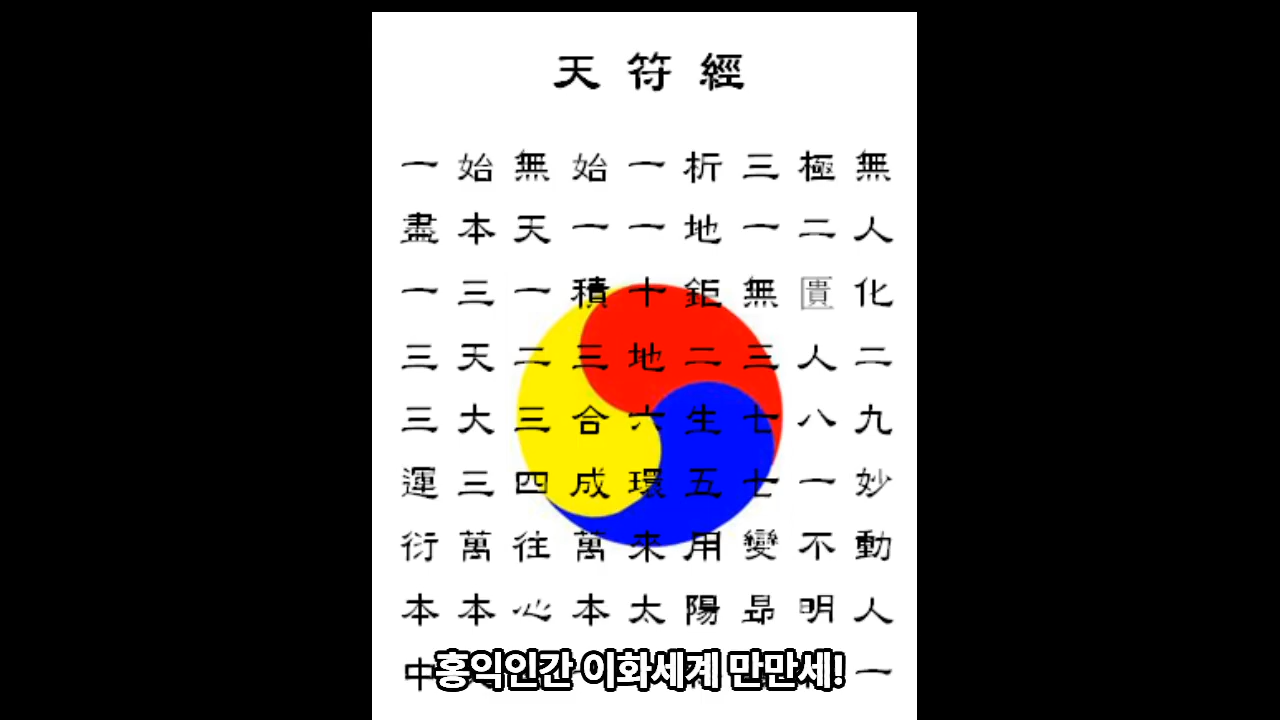 天符經
一始無始一析三極無
盡本天一一地一二人
一三一積十鉅無匱化
三天二三地二三人二
三大三合六生七八九
運三四成環五七一妙
衍萬往萬來用變不動
本本心本太陽昻明人
中 一
홍익인간 이화세계 만만세!